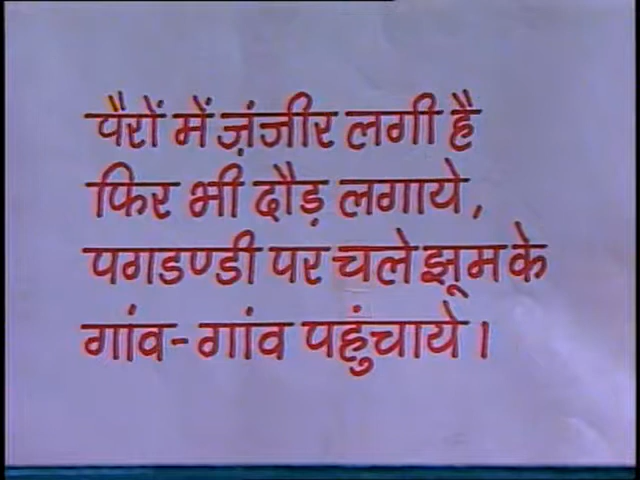 पैरों में ज़ंजीर लगी है
फिर भी दौड़ लगाये,
पगडण्डी पर चले झूम के
गांव-गांव पहुंचाये।